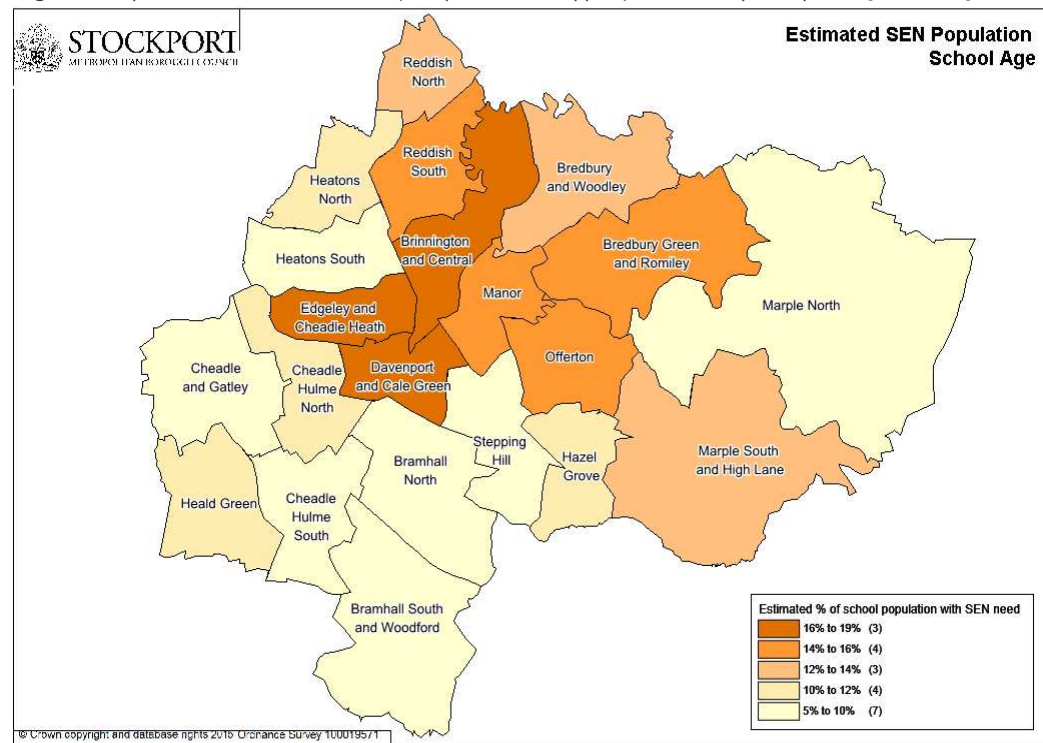 STOCKPORT
METROPOLITAN BOROUGH COUNCIL
Estimated SEN Population
School Age
Reddish
North
Reddish
South
Heatons
North
Bredbury
and Woodley
Brinnington
and Central
Bredbury Green
and Romiley
Heatons South
Manor
Marple North
Edgeley and
Cheadle Heath
Offerton
Cheadle
and Gatley
Cheadle
Hulme
North
Davenport
and Cale Green
Stepping
Hill
Hazel
Grove
Marple South
and High Lane
Bramhall
North
Heald Green
Cheadle
Hulme
South
Bramhall South
and Woodford
Estimated % of school population with SEN need
16% to 19% (3)
14% to 16% (4)
12% to 14% (3)
10% to 12% (4)
5% to 10% (7)
© Crown copyright and database rights 2015 Ordnance Survey 100019571